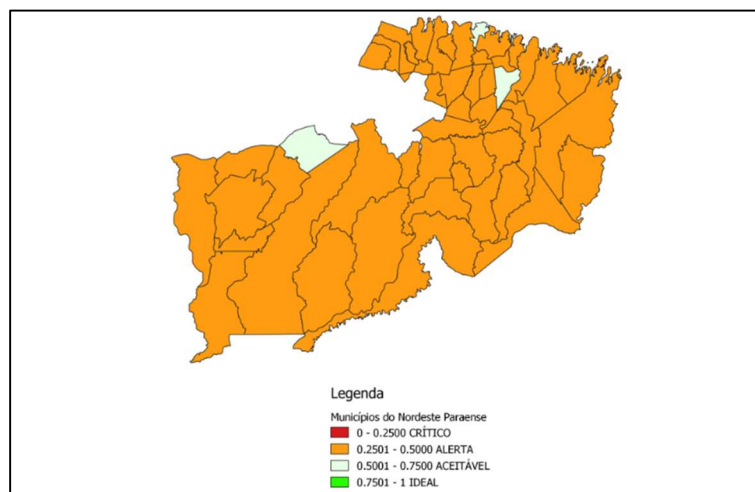 Legenda
Municípios do Nordeste Paraense
0 - 0.2500 CRÍTICO
0.2501 - 0.5000 ALERTA
0.5001 - 0.7500 ACEITÁVEL
0.7501 - 1 IDEAL